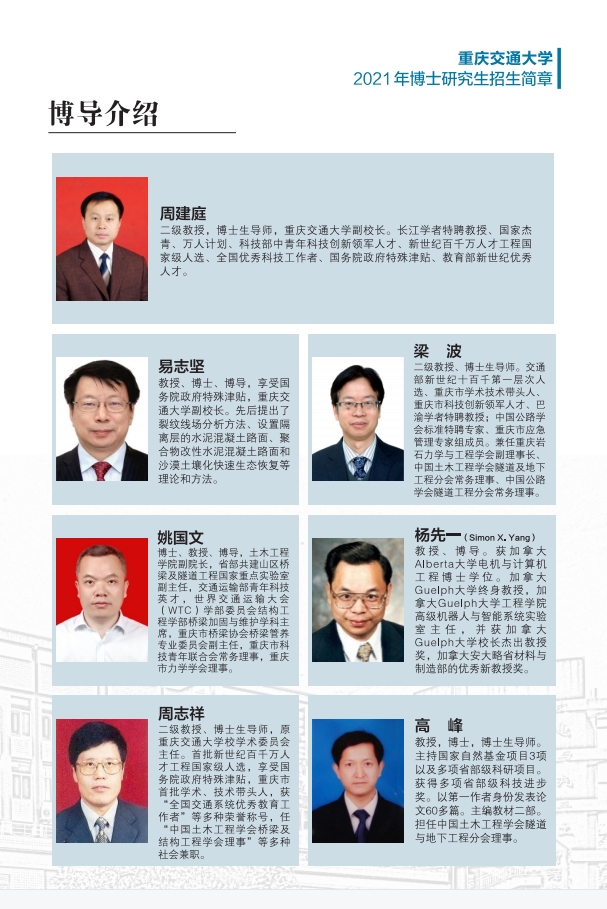 重庆交通大学
2021年博士研究生招生简章
博导介绍
周建庭
二级教授，博士生导师，重庆交通大学副校长。长江学者特聘教授、国家杰
青、万人计划、科技部中青年科技创新领军人才、新世纪百千万人才工程国
家级人选、全国优秀科技工作者、国务院政府特殊津贴、教育部新世纪优秀
人才。
易志坚
教授、博士、博导，享受国
务院政府特殊津贴，重庆交
通大学副校长。先后提出了
裂纹线场分析方法、设置隔
离层的水泥混凝土路面、聚
合物改性水泥混凝土路面和
沙漠土壤化快速生态恢复等
理论和方法。
梁 波
二级教授、博士生导师。交通
部新世纪十百千第一层次人
选、重庆市学术技术带头人、
重庆市科技创新领军人才、巴
渝学者特聘教授；中国公路学
会标准特聘专家、重庆市应急
管理专家组成员。兼任重庆岩
石力学与工程学会副理事长、
中国土木工程学会隧道及地下
工程分会常务理事、中国公路
学会隧道工程分会常务理事。
姚国文
博士、教授、博导，土木工程
学院副院长，省部共建山区桥
梁及隧道工程国家重点实验室
副主任，交通运输部青年科技
英才，世界交通运输大会
（WTC）学部委员会结构工
程学部桥梁加固与维护学科主
席，重庆市桥梁协会桥梁管养
专业委员会副主任，重庆市科
技青年联合会常务理事，重庆
市力学学会理事。
杨先一（Simon X. Yang）
教授、博导。获加拿大
Alberta大学电机与计算机
工程博士学位。加拿大
Guelph大学终身教授，加
拿大Guelph大学工程学院
高级机器人与智能系统实验
室主任，并获加拿大
Guelph大学校长杰出教授
奖，加拿大安大略省材料与
制造部的优秀新教授奖。
周志祥
二级教授、博士生导师，原
重庆交通大学校学术委员会
主任。首批新世纪百千万人
才工程国家级人选，享受国
务院政府特殊津贴，重庆市
首批学术、技术带头人，获
“全国交通系统优秀教育工
作者”等多种荣誉称号，任
“中国土木工程学会桥梁及
结构工程学会理事”等多种
社会兼职。
高 峰
教授，博士，博士生导师。
主持国家自然基金项目3项
以及多项省部级科研项目。
获得多项省部级科技进步
奖。以第一作者身份发表论
文60多篇。主编教材二部。
担任中国土木工程学会隧道
与地下工程分会理事。